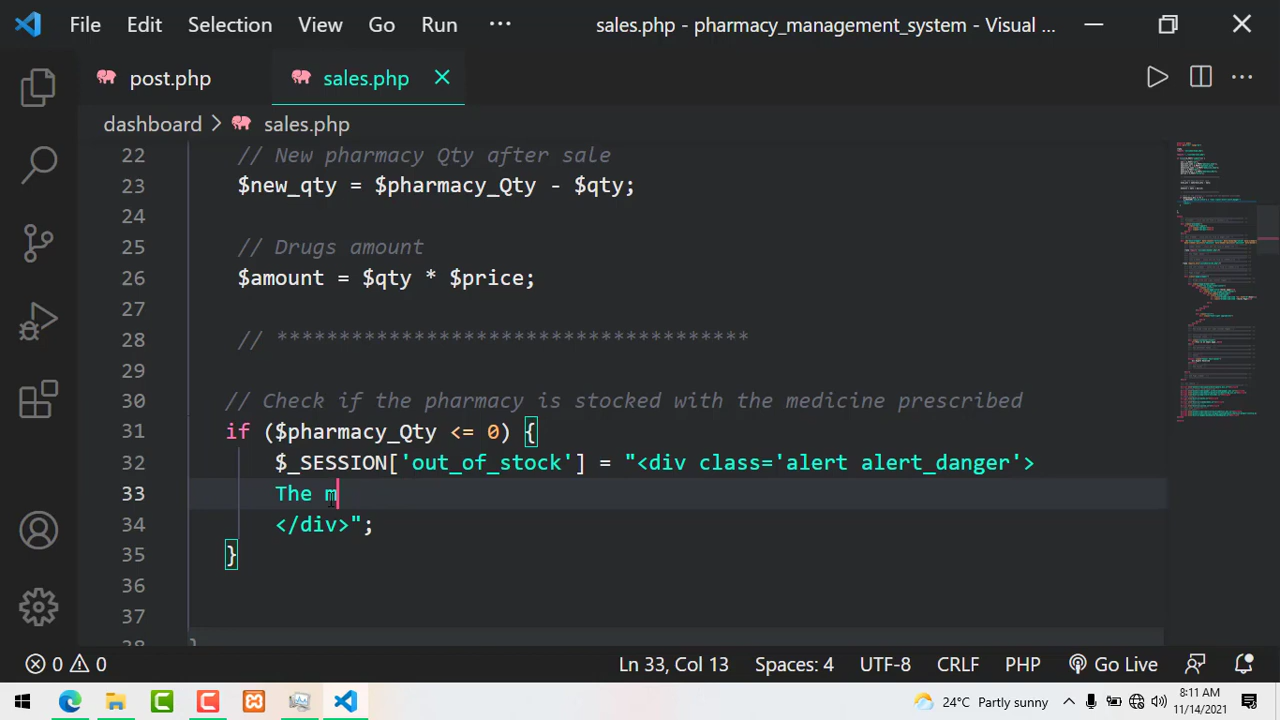 File Edit Selection View Go Run ··· sales.php - pharmacy_management_system - Visual ...
post.php sales.php
dashboard > sales.php
22 // New pharmacy Qty after sale
23 $new_qty = $pharmacy_Qty - $qty;
24
25 // Drugs amount
26 $amount = $qty * $price;
27
28 // **************************************
29
30 // Check if the pharmacy is stocked with the medicine prescribed
31 if ($pharmacy_Qty <= 0) {
32 $_SESSION['out_of_stock'] = "<div class='alert alert_danger'>
33 The m
34 </div>";
35 }
36
37
38 }
0 0 Ln 33, Col 13 Spaces: 4 UTF-8 CRLF PHP Go Live
24°C Partly sunny 8:11 AM
11/14/2021